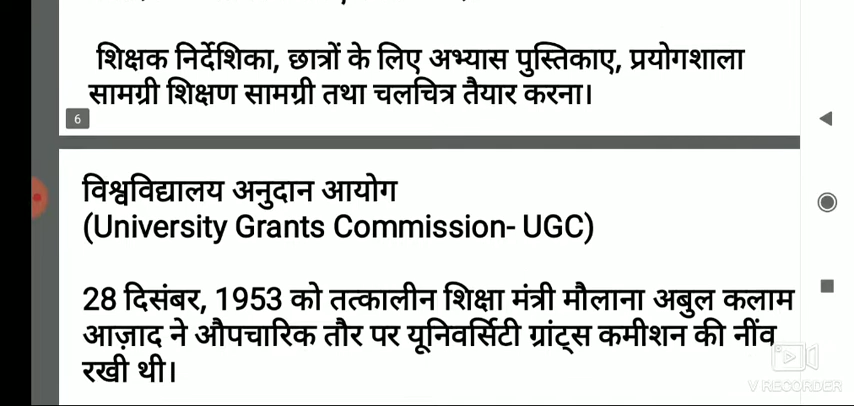 शिक्षक निर्देशिका, छात्रों के लिए अभ्यास पुस्तिकाए, प्रयोगशाला
सामग्री शिक्षण सामग्री तथा चलचित्र तैयार करना।
6
विश्वविद्यालय अनुदान आयोग
(University Grants Commission- UGC)
28 दिसंबर, 1953 को तत्कालीन शिक्षा मंत्री मौलाना अबुल कलाम
आज़ाद ने औपचारिक तौर पर यूनिवर्सिटी ग्रांट्स कमीशन की नींव
रखी थी।
V RECORDER